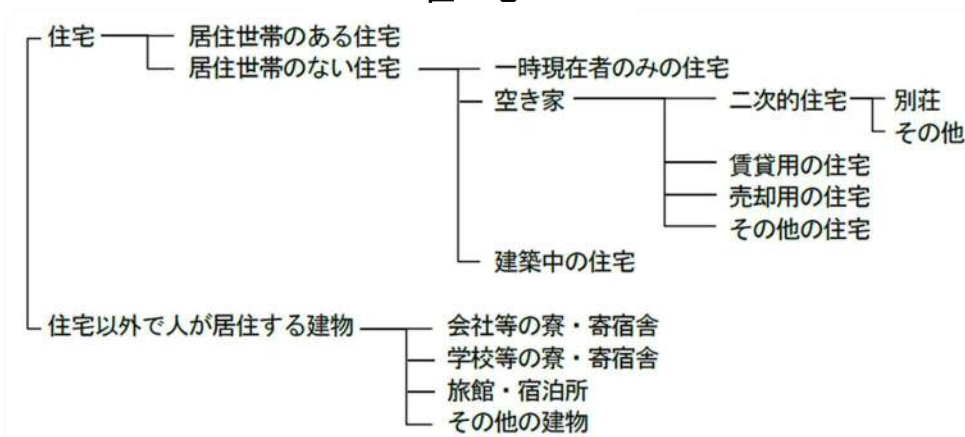 住宅
居住世帯のある住宅
居住世帯のない住宅
一時現在者のみの住宅
空き家
二次的住宅
別荘
その他
賃貸用の住宅
売却用の住宅
その他の住宅
建築中の住宅
住宅以外で人が居住する建物
会社等の寮・寄宿舎
学校等の寮・寄宿舎
旅館・宿泊所
その他の建物